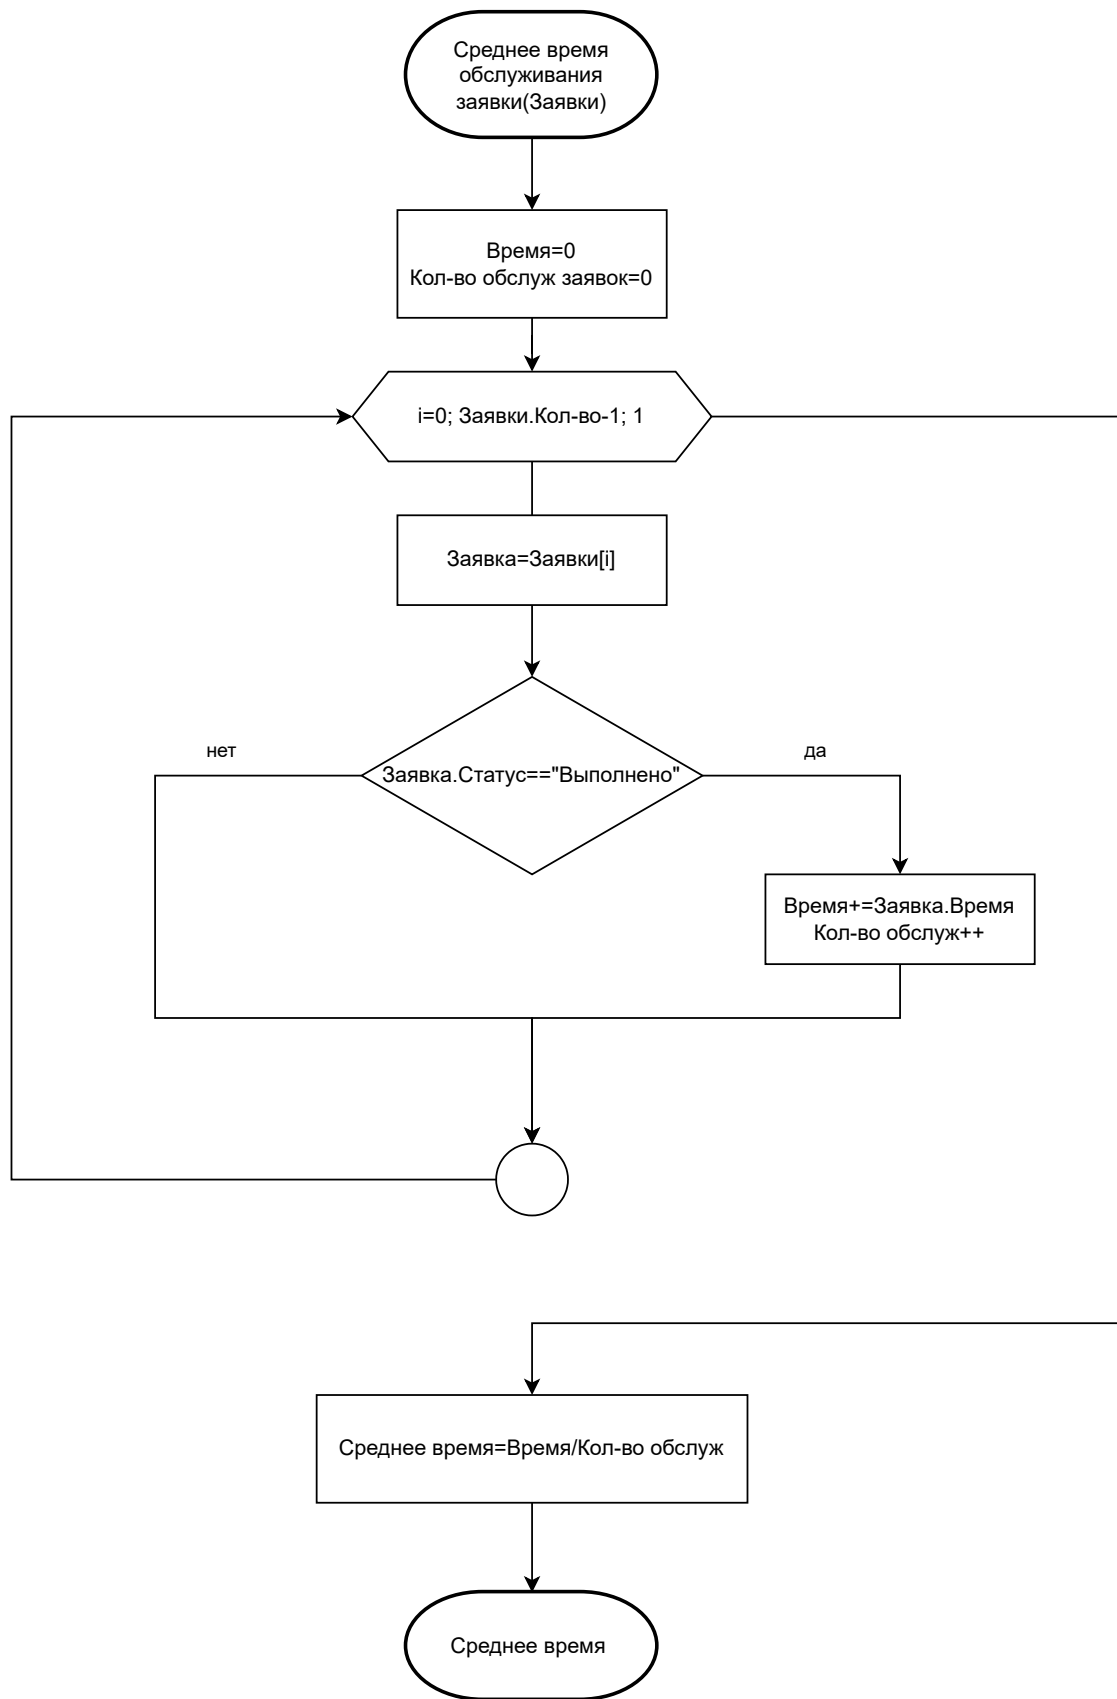 Среднее время
обслуживания
заявки(Заявки)
Время=0
Кол-во обслуж заявок=0
i=0; Заявки.Кол-во-1; 1
Заявка=Заявки[i]
нет
Заявка.Статус=="Выполнено"
да
Время+=Заявка.Время
Кол-во обслуж++
Среднее время=Время/Кол-во обслуж
Среднее время